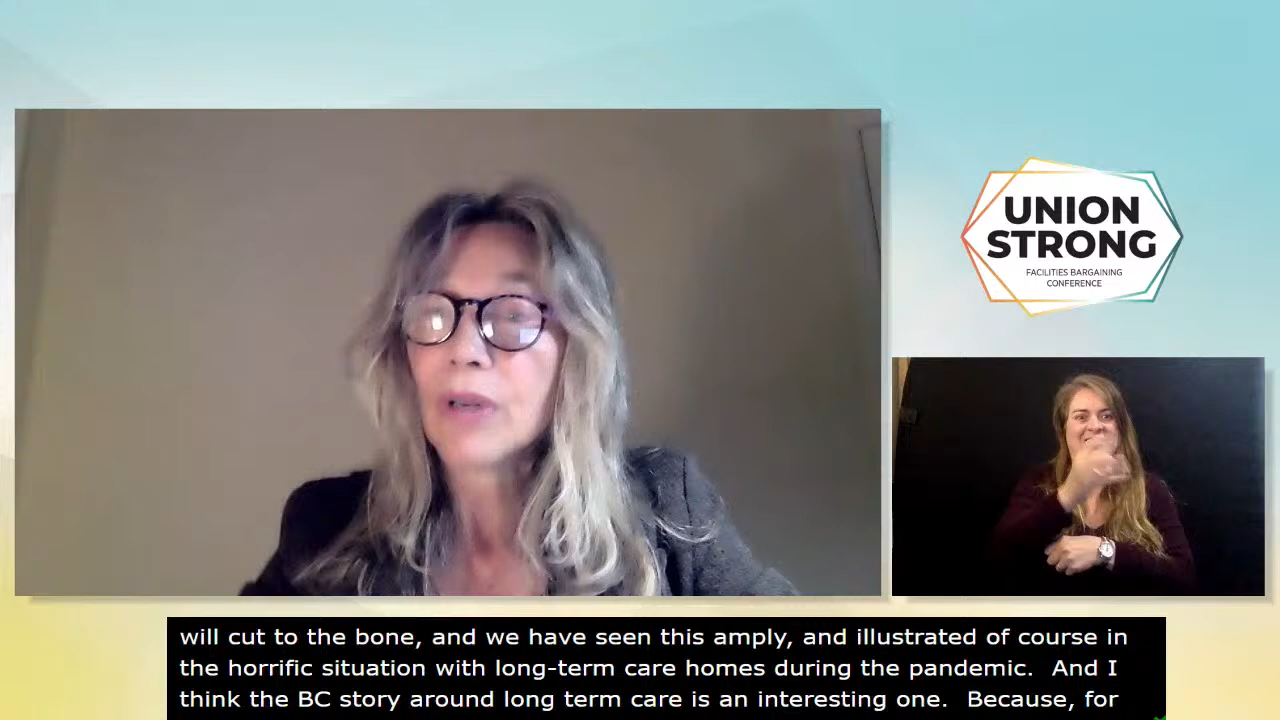 UNION
STRONG
FACILITIES BARGAINING
CONFERENCE
will cut to the bone, and we have seen this amply, and illustrated of course in
the horrific situation with long-term care homes during the pandemic.  And I
think the BC story around long term care is an interesting one.  Because, for